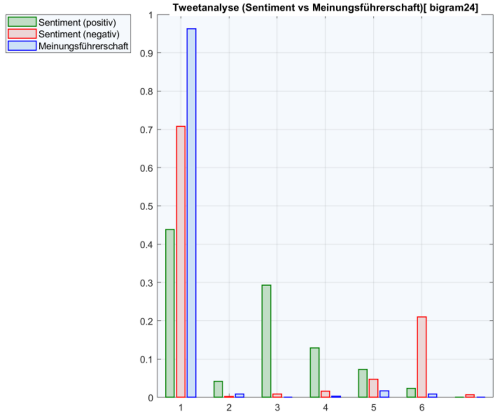 Tweetanalyse (Sentiment vs Meinungsführerschaft)[ bigram24]
Sentiment (positiv)
Sentiment (negativ)
Meinungsführerschaft
1
0.9
0.8
0.7
0.6
0.5
0.4
0.3
0.2
0.1
0
1 2 3 4 5 6